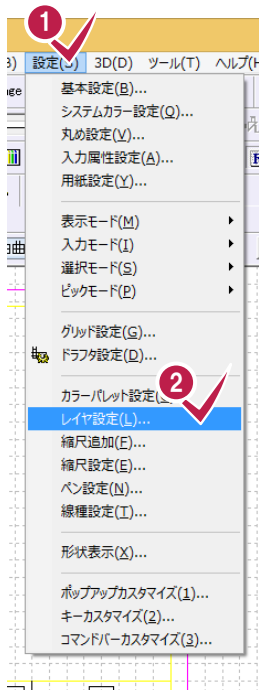 1
設定(S) 3D(D) ツール(T) ヘルプ(H
基本設定(B)...
システムカラー設定(O)...
丸め設定(V)...
入力属性設定(A)...
用紙設定(Y)...
表示モード(M)
入力モード(I)
選択モード(S)
ピックモード(P)
グリッド設定(G)...
ドラフタ設定(D)...
カラーパレット設定
2
レイヤ設定(L)...
縮尺追加(F)...
縮尺設定(E)...
ペン設定(N)...
線種設定(T)...
形状表示(X)...
ポップアップカスタマイズ(1)...
キーカスタマイズ(2)...
コマンドバーカスタマイズ(3)...